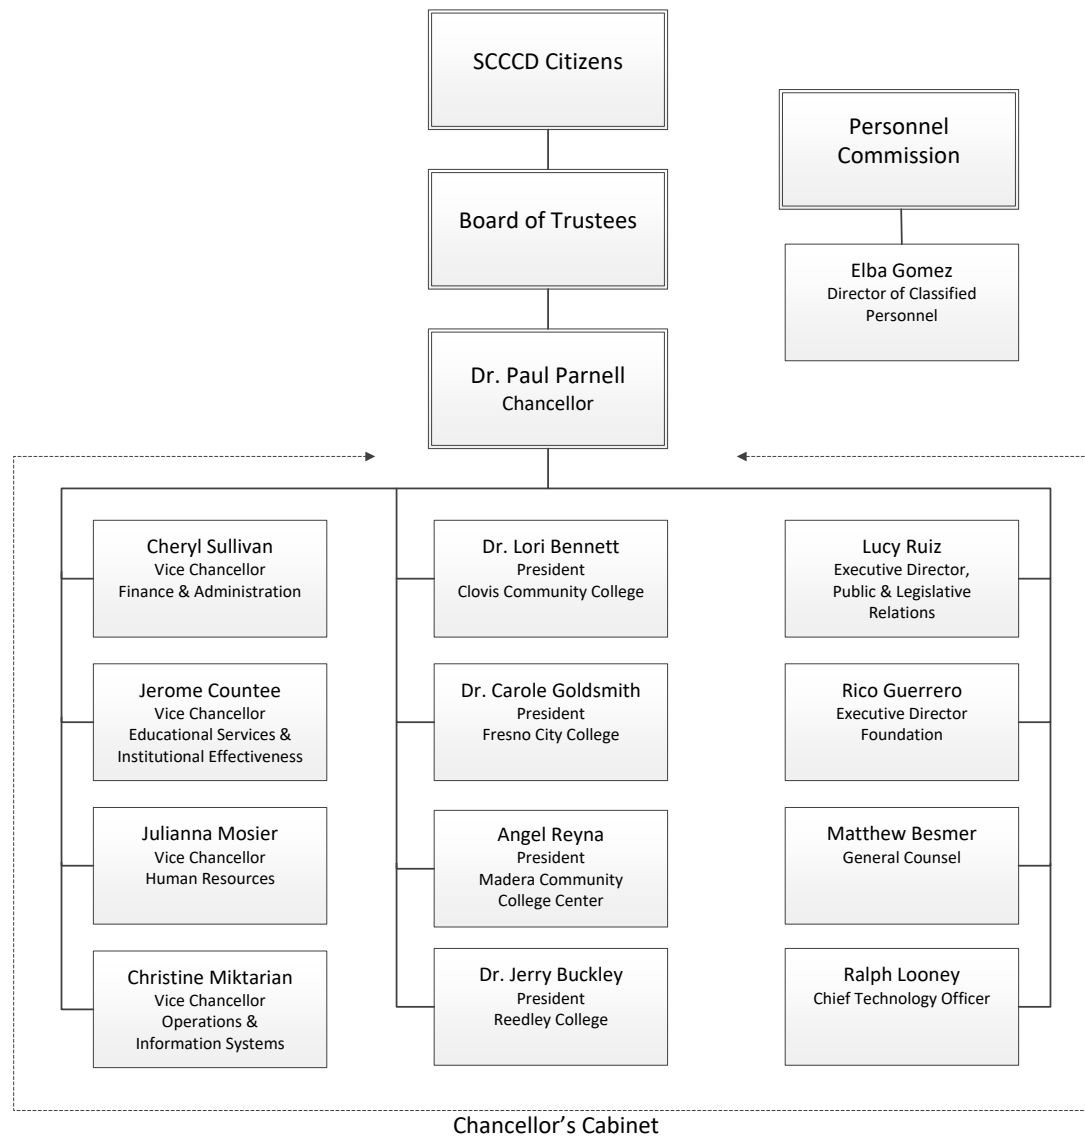 SCCCD Citizens
Personnel
Commission
Board of Trustees
Elba Gomez
Director of Classified
Personnel
Dr. Paul Parnell
Chancellor
Cheryl Sullivan
Vice Chancellor
Finance & Administration
Dr. Lori Bennett
President
Clovis Community College
Lucy Ruiz
Executive Director,
Public & Legislative
Relations
Jerome Countee
Vice Chancellor
Educational Services &
Institutional Effectiveness
Dr. Carole Goldsmith
President
Fresno City College
Rico Guerrero
Executive Director
Foundation
Julianna Mosier
Vice Chancellor
Human Resources
Angel Reyna
President
Madera Community
College Center
Matthew Besmer
General Counsel
Christine Miktarian
Vice Chancellor
Operations &
Information Systems
Dr. Jerry Buckley
President
Reedley College
Ralph Looney
Chief Technology Officer
Chancellor’s Cabinet